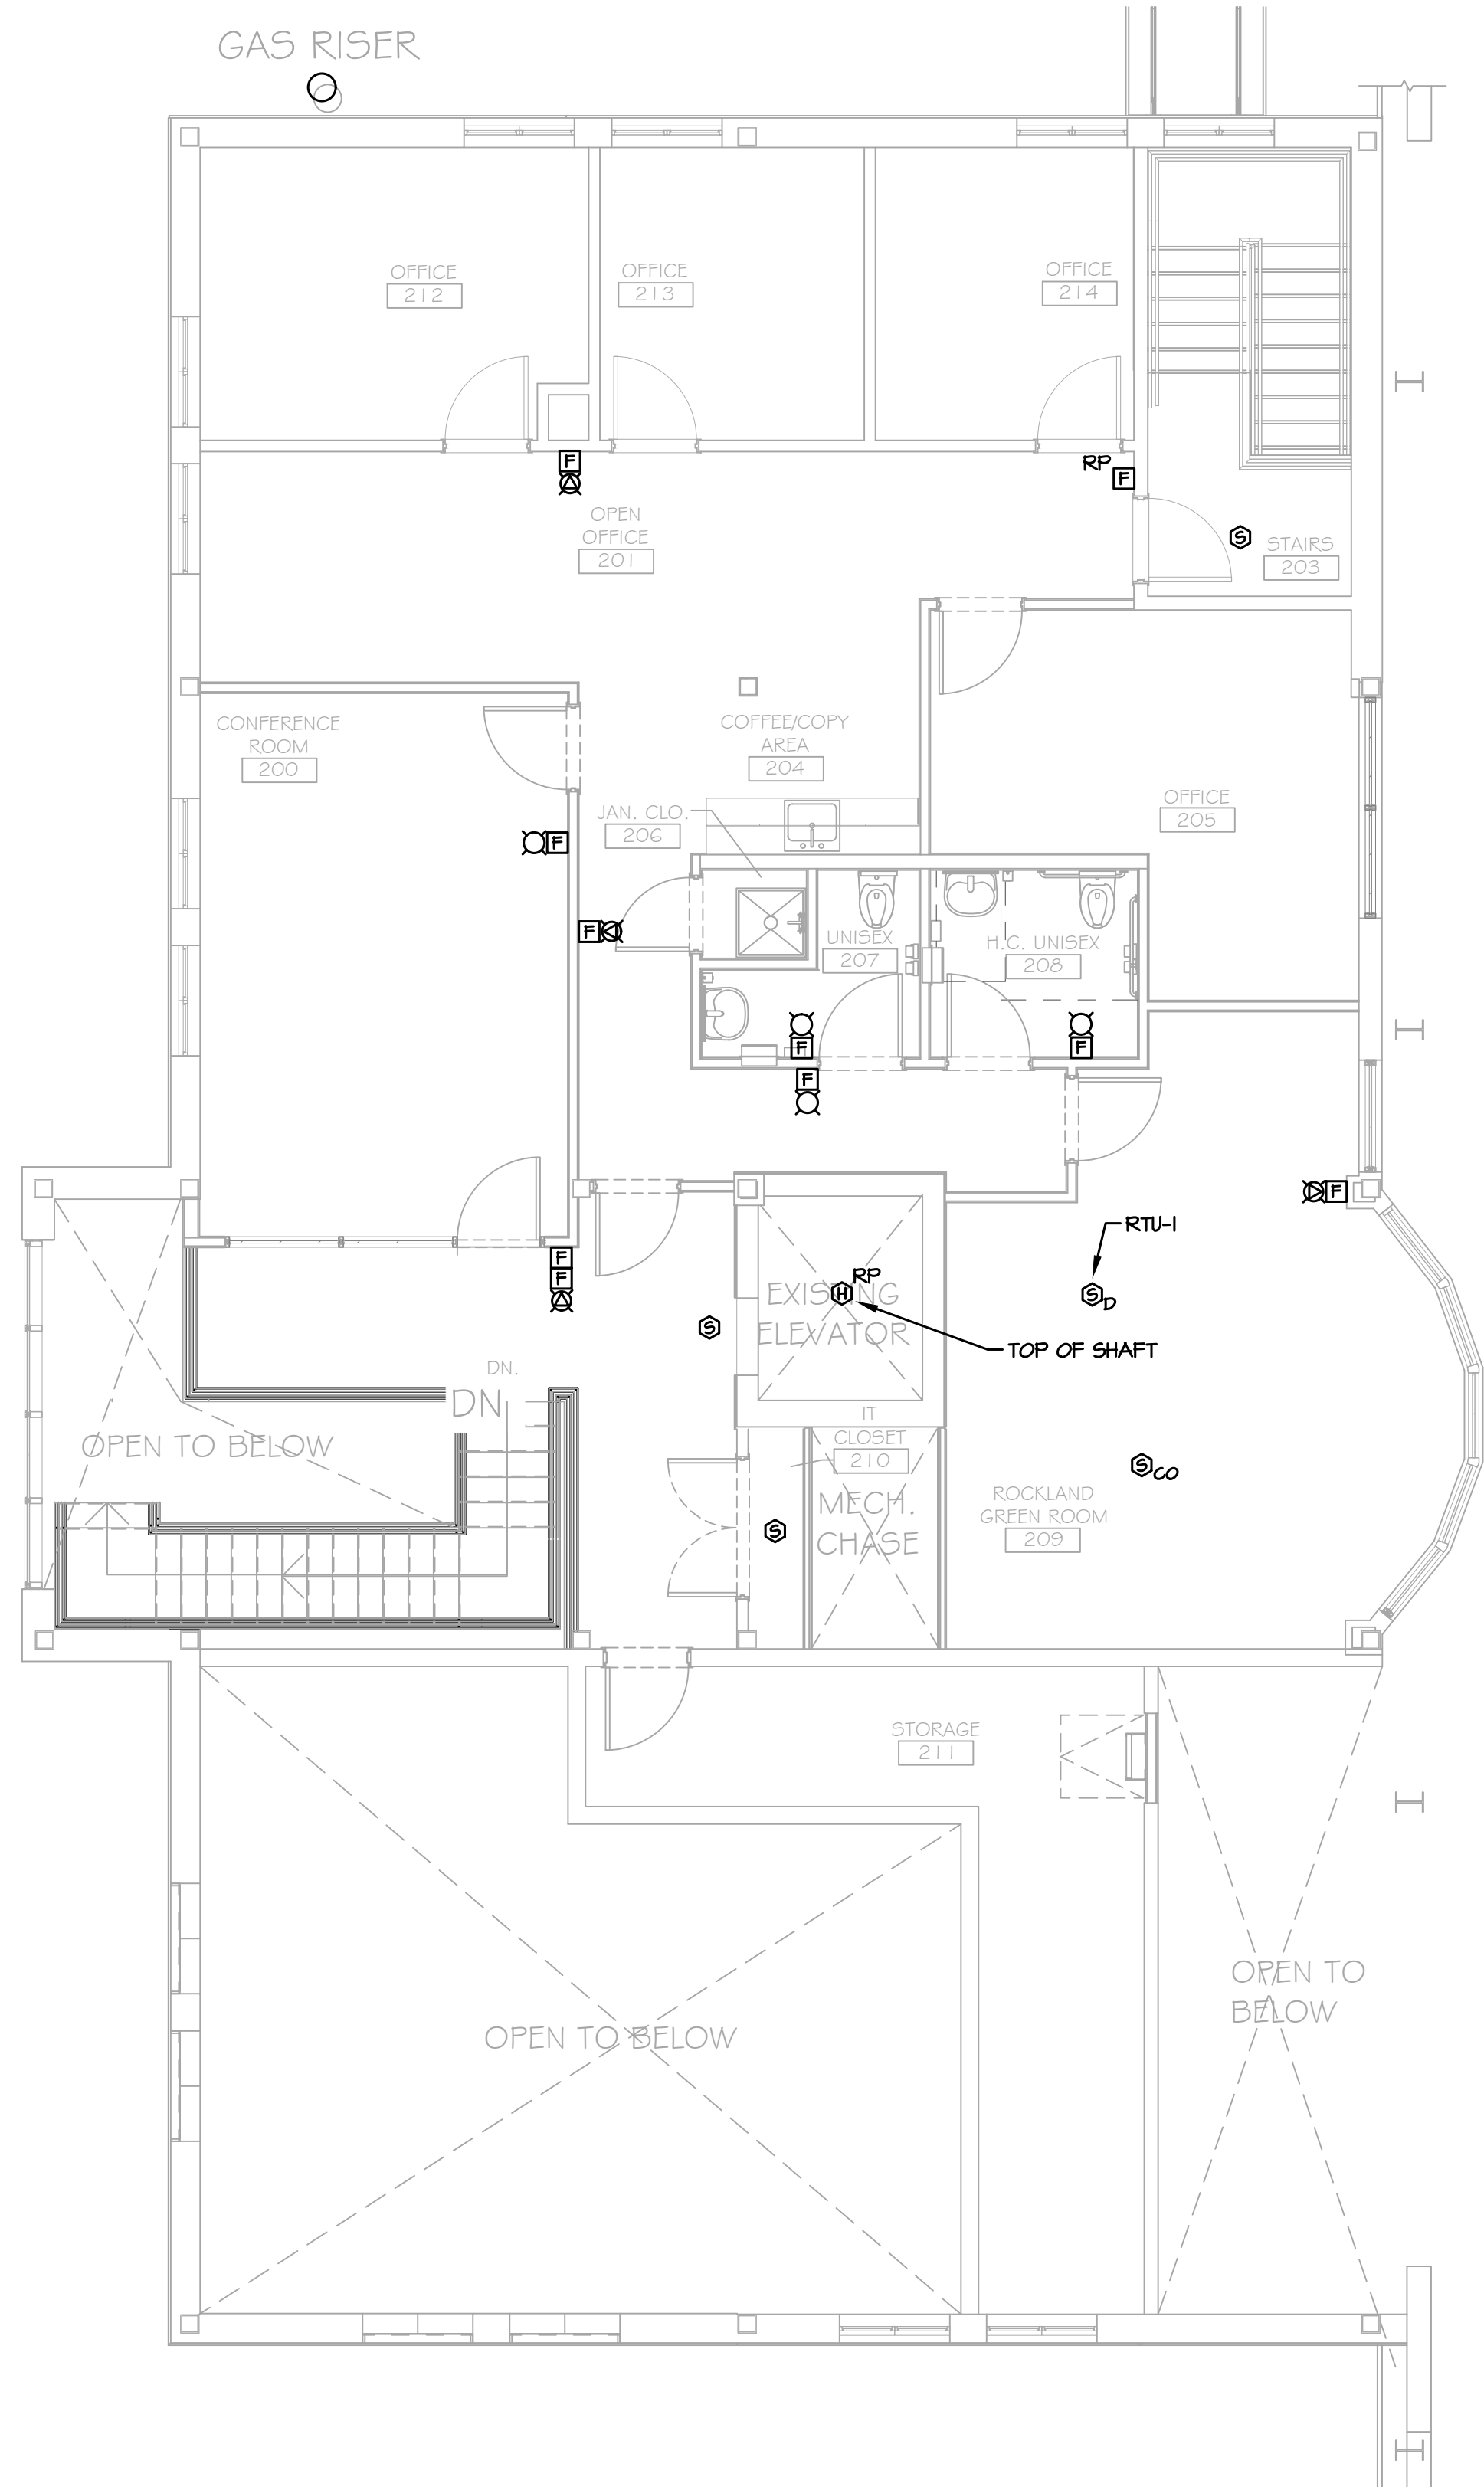 GAS RISER
OFFICE
212
OFFICE
213
OFFICE
214
F
RP
F
OPEN
OFFICE
201
S
STAIRS
203
CONFERENCE
ROOM
200
COFFEE/COPY
AREA
204
OFFICE
205
JAN. CLO.
206
F
F
UNISEX
207
H.C. UNISEX
208
F
F
F
F
RTU-1
RP
H
S
D
EXISTING
ELEVATOR
TOP OF SHAFT
F
F
S
DN.
DN
IT
CLOSET
210
OPEN TO BELOW
S
CO
MECH.
CHASE
S
ROCKLAND
GREEN ROOM
209
STORAGE
211
OPEN TO
BELOW
OPEN TO BELOW